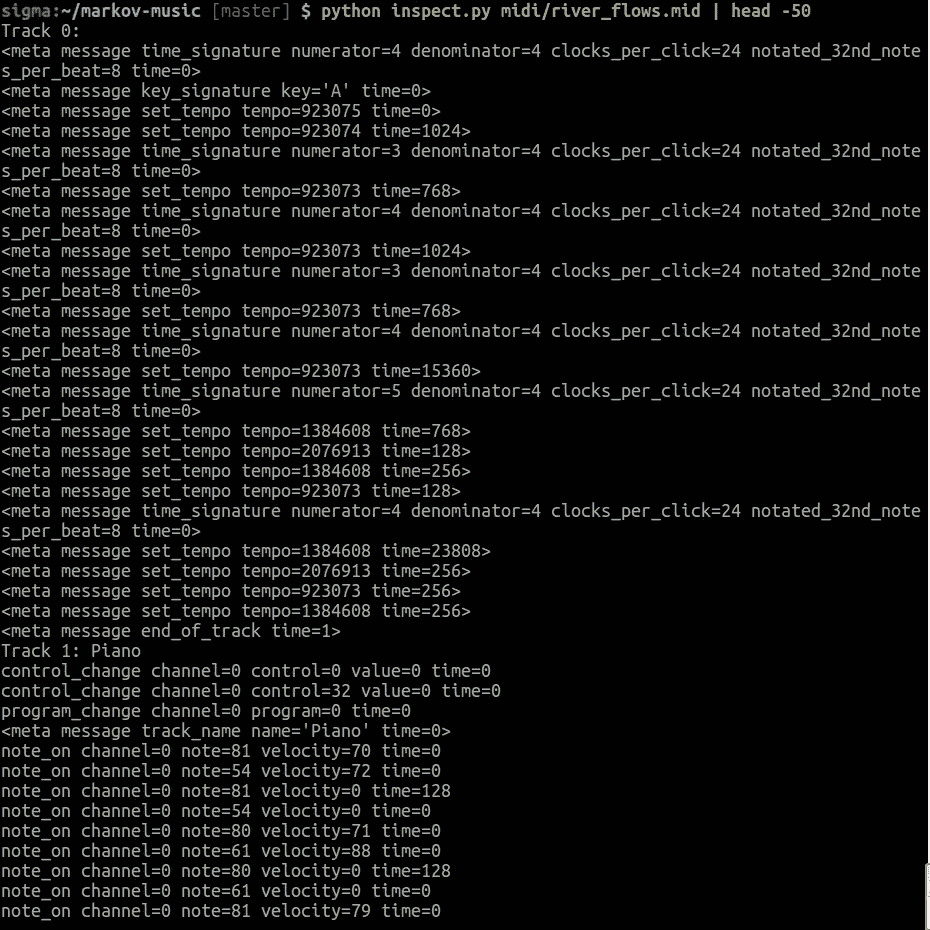 sigma:~/markov-music [master] $ python inspect.py midi/river_flows.mid | head -50
Track 0:
<meta message time_signature numerator=4 denominator=4 clocks_per_click=24 notated_32nd_note
s_per_beat=8 time=0>
<meta message key_signature key='A' time=0>
<meta message set_tempo tempo=923075 time=0>
<meta message set_tempo tempo=923074 time=1024>
<meta message time_signature numerator=3 denominator=4 clocks_per_click=24 notated_32nd_note
s_per_beat=8 time=0>
<meta message set_tempo tempo=923073 time=768>
<meta message time_signature numerator=4 denominator=4 clocks_per_click=24 notated_32nd_note
s_per_beat=8 time=0>
<meta message set_tempo tempo=923073 time=1024>
<meta message time_signature numerator=3 denominator=4 clocks_per_click=24 notated_32nd_note
s_per_beat=8 time=0>
<meta message set_tempo tempo=923073 time=768>
<meta message time_signature numerator=4 denominator=4 clocks_per_click=24 notated_32nd_note
s_per_beat=8 time=0>
<meta message set_tempo tempo=923073 time=15360>
<meta message time_signature numerator=5 denominator=4 clocks_per_click=24 notated_32nd_note
s_per_beat=8 time=0>
<meta message set_tempo tempo=1384608 time=768>
<meta message set_tempo tempo=2076913 time=128>
<meta message set_tempo tempo=1384608 time=256>
<meta message set_tempo tempo=923073 time=128>
<meta message time_signature numerator=4 denominator=4 clocks_per_click=24 notated_32nd_note
s_per_beat=8 time=0>
<meta message set_tempo tempo=1384608 time=23808>
<meta message set_tempo tempo=2076913 time=256>
<meta message set_tempo tempo=923073 time=256>
<meta message set_tempo tempo=1384608 time=256>
<meta message end_of_track time=1>
Track 1: Piano
control_change channel=0 control=0 value=0 time=0
control_change channel=0 control=32 value=0 time=0
program_change channel=0 program=0 time=0
<meta message track_name name='Piano' time=0>
note_on channel=0 note=81 velocity=70 time=0
note_on channel=0 note=54 velocity=72 time=0
note_on channel=0 note=81 velocity=0 time=128
note_on channel=0 note=54 velocity=0 time=0
note_on channel=0 note=80 velocity=71 time=0
note_on channel=0 note=61 velocity=88 time=0
note_on channel=0 note=80 velocity=0 time=128
note_on channel=0 note=61 velocity=0 time=0
note_on channel=0 note=81 velocity=79 time=0